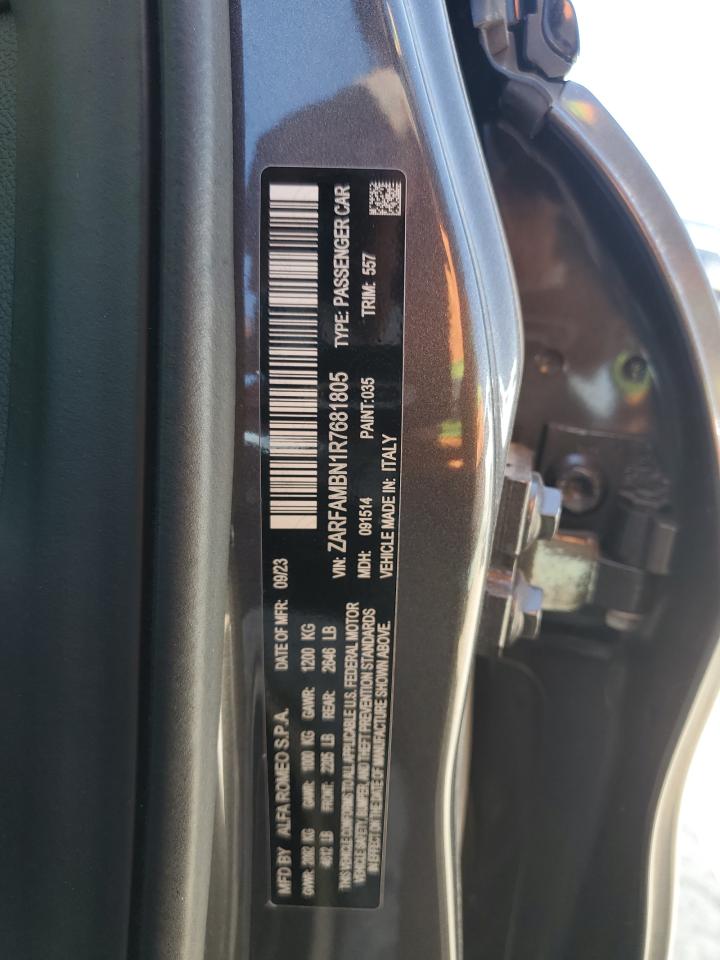 MFD BY ALFA ROMEO S.P.A. DATE OF MFR: 09/23
GVWR: 2092 KG GAWR: 1000 KG GAWR: 1200 KG
4612 LB FRONT: 2205 LB REAR: 2646 LB
THIS VEHICLE CONFORMS TO ALL APPLICABLE U.S. FEDERAL MOTOR
VEHICLE SAFETY, BUMPER, AND THEFT PREVENTION STANDARDS
IN EFFECT ON THE DATE OF MANUFACTURE SHOWN ABOVE.
VIN: ZARFAMBN1R7681805 TYPE: PASSENGER CAR
MDH: 091514 PAINT:035 TRIM: 557
VEHICLE MADE IN: ITALY